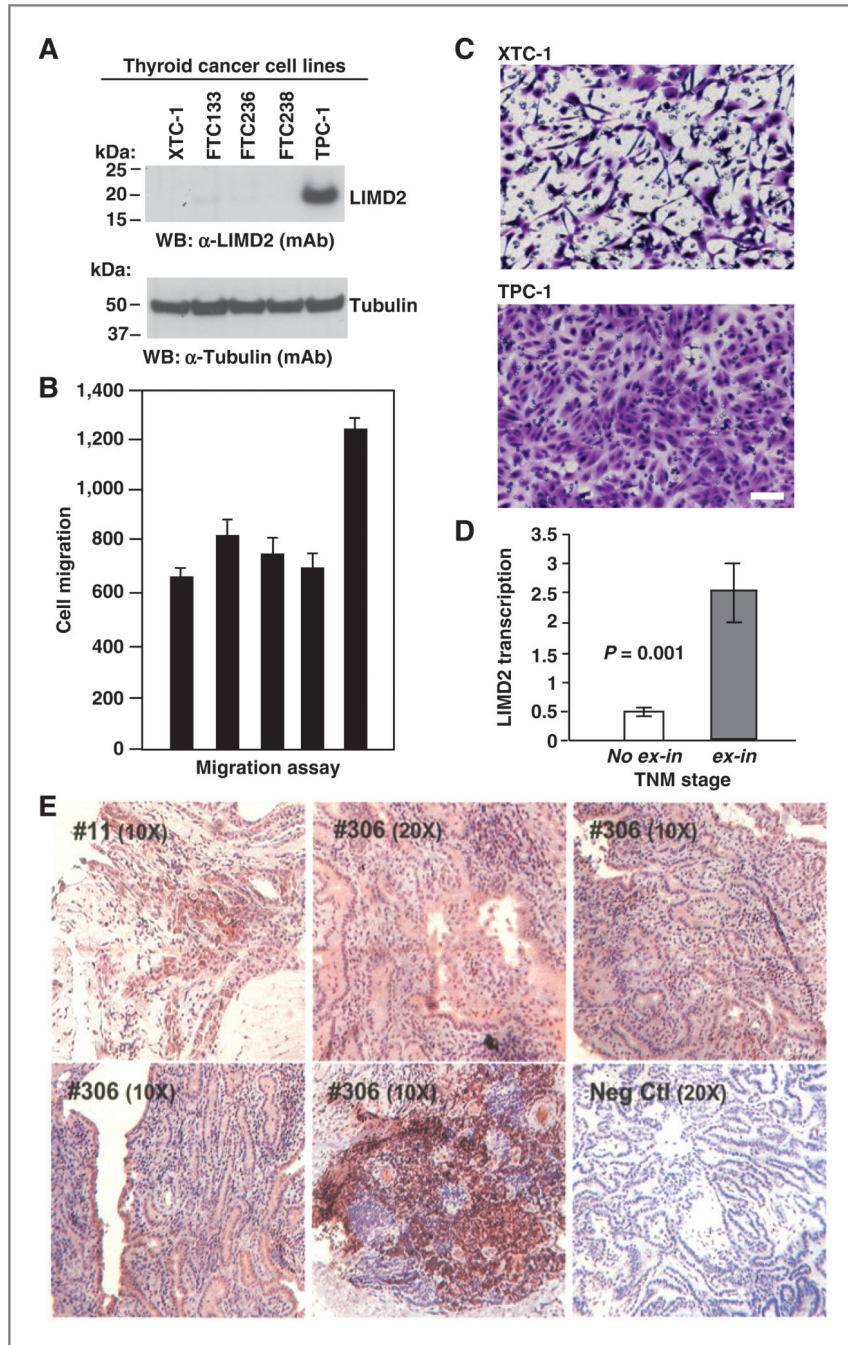 A
Thyroid cancer cell lines
XTC-1
FTC133
FTC236
FTC238
TPC-1
kDa:
25
20
15
LIMD2
WB: α-LIMD2 (mAb)
kDa:
50
37
Tubulin
WB: α-Tubulin (mAb)
B
1,400
1,200
1,000
800
600
400
200
0
Cell migration
Migration assay
C
XTC-1
TPC-1
D
3.5
3
2.5
2
1.5
1
0.5
0
LIMD2 transcription
P = 0.001
No ex-in ex-in
TNM stage
E
#11 (10X)
#306 (20X)
#306 (10X)
#306 (10X)
#306 (10X)
Neg Ctl (20X)